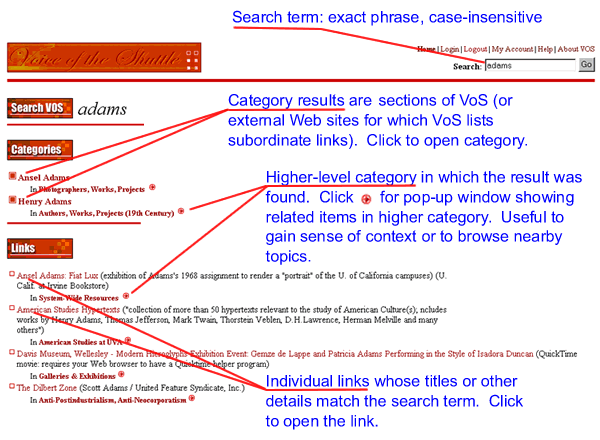 Search term: exact phrase, case-insensitive
Voice of the Shuttle
Home | Login | Logout | My Account | Help | About VOS
Search: adams Go
Search VOS adams
Category results are sections of VoS (or
external Web sites for which VoS lists
subordinate links). Click to open category.
Categories
Ansel Adams
In Photographers, Works, Projects
Henry Adams
In Authors, Works, Projects (19th Century)
Higher-level category in which the result was
found. Click for pop-up window showing
related items in higher category. Useful to
gain sense of context or to browse nearby
topics.
Links
Ansel Adams: Fiat Lux (exhibition of Adams's 1968 assignment to render a "portrait" of the U. of California campuses) (U.
Calif. at Irvine Bookstore)
In System-Wide Resources
American Studies Hypertexts ("collection of more than 50 hypertexts relevant to the study of American Culture(s); ncludes
works by Henry Adams, Thomas Jefferson, Mark Twain, Thorstein Veblen, D.H.Lawrence, Herman Melville and many
others")
In American Studies at UVA
Davis Museum, Wellesley - Modern Hieroglyphs Exhibition Event: Gemze de Lappe and Patricia Adams Performing in the Style of Isadora Duncan (QuickTime
movie: requires your Web browser to have a Quicktime helper program)
In Galleries & Exhibitions
The Dilbert Zone (Scott Adams / United Feature Syndicate, Inc.)
In Anti-Postindustrialism, Anti-Neocorporatism
Individual links whose titles or other
details match the search term. Click
to open the link.